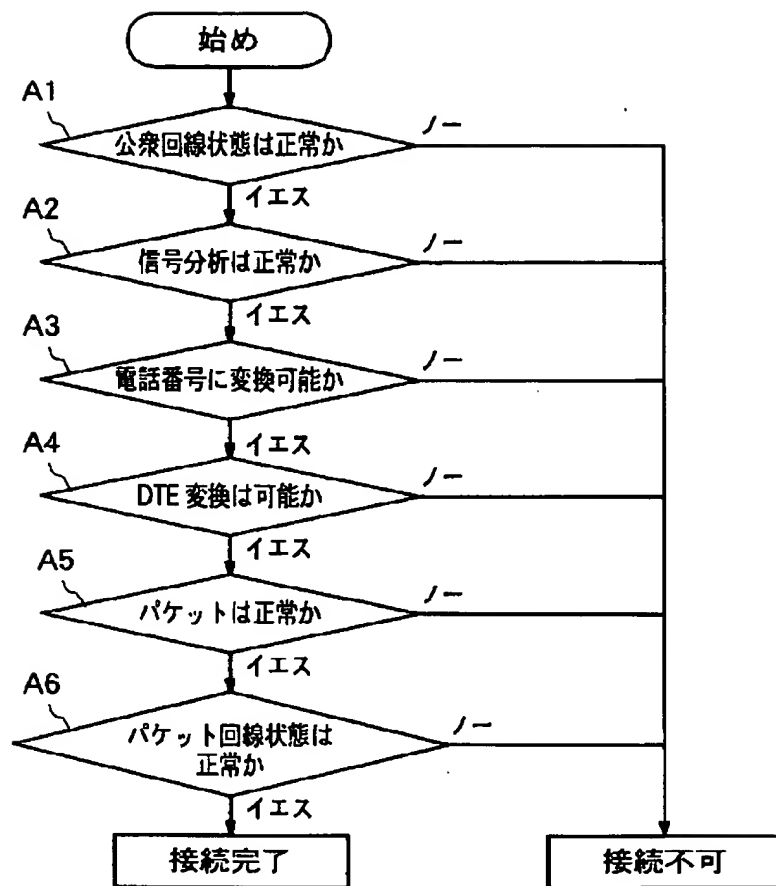 始め
A1
公衆回線状態は正常か
ノー
イエス
A2
信号分析は正常か
ノー
イエス
A3
電話番号に変換可能か
ノー
イエス
A4
DTE 変換は可能か
ノー
イエス
A5
パケットは正常か
ノー
イエス
A6
パケット回線状態は
正常か
ノー
イエス
接続完了
接続不可